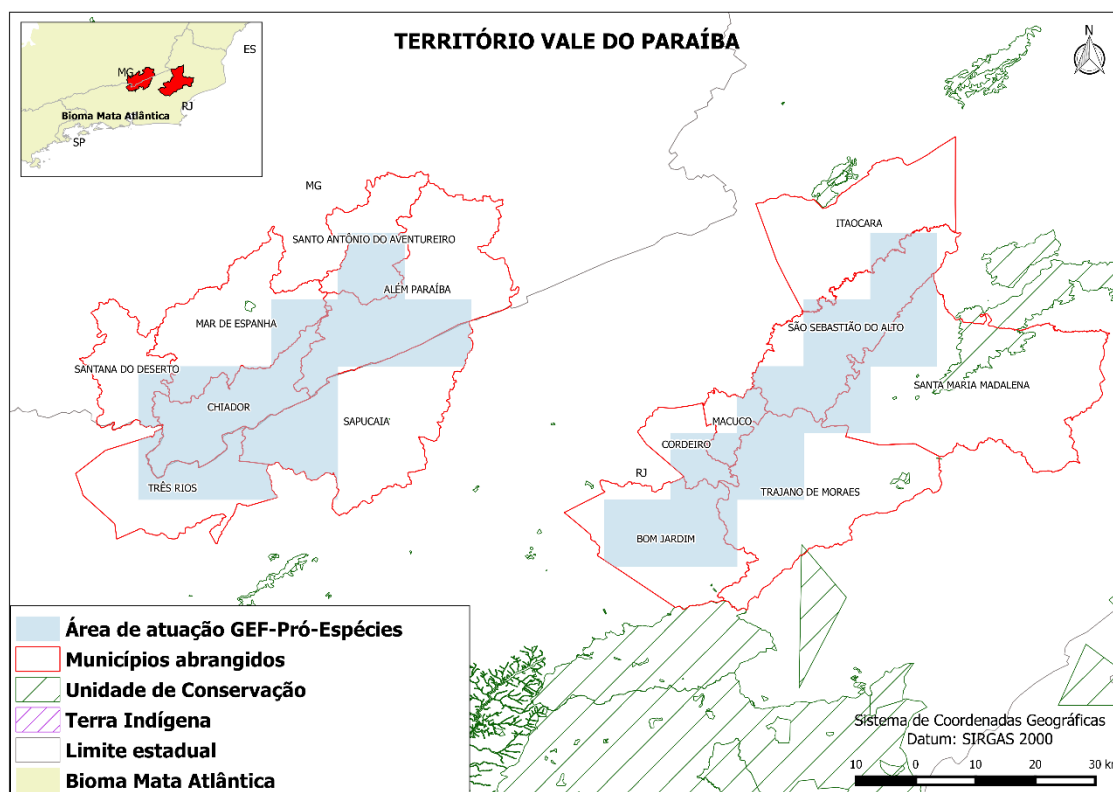 TERRITÓRIO VALE DO PARAÍBA
N
ES
MG
RJ
Bioma Mata Atlântica
SP
MG
ITAOCARA
SANTO ANTÔNIO DO AVENTUREIRO
ALÉM PARAÍBA
MAR DE ESPANHA
SÃO SEBASTIÃO DO ALTO
SANTANA DO DESERTO
SANTA MARIA MADALENA
CHIADOR
SAPUCAIA'
MACUCO
CORDEIRO
RJ
TRÊS RIOS
TRAJANO DE MORAES
BOM JARDIM
Área de atuação GEF-Pró-Espécies
Municípios abrangidos
Unidade de Conservação
Terra Indígena
Limite estadual
Bioma Mata Atlântica
Sistema de Coordenadas Geográficas
Datum: SIRGAS 2000
10 0 10 20 30 km